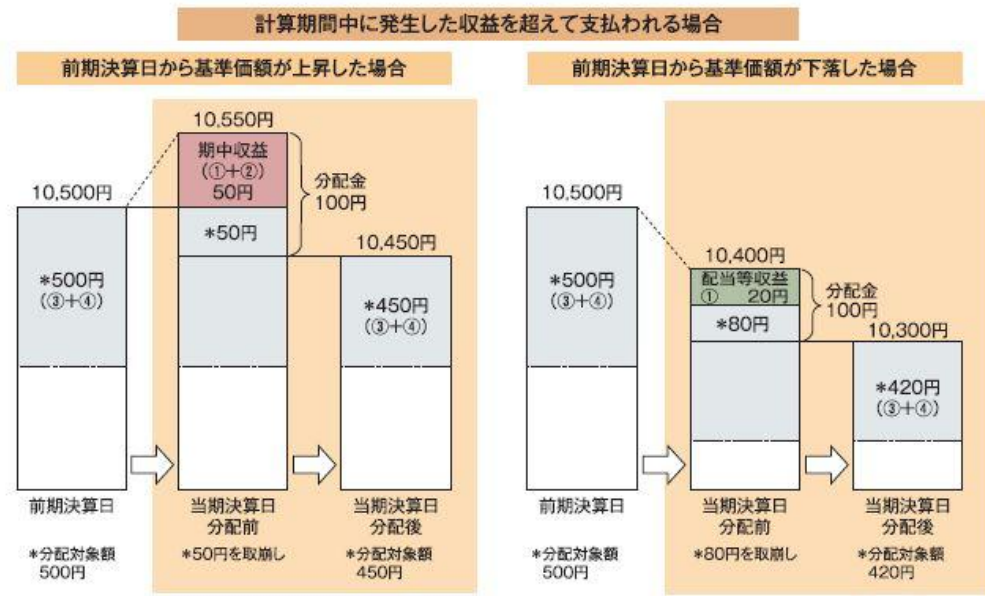 計算期間中に発生した収益を超えて支払われる場合
前期決算日から基準価額が上昇した場合
10,550円
期中収益
(①+②)
50円
分配金
100円
10,500円
*50円
10,450円
*500円
(③+④)
*450円
(③+④)
前期決算日
当期決算日
分配前
当期決算日
分配後
*分配対象額
500円
*50円を取崩し
*分配対象額
450円
前期決算日から基準価額が下落した場合
10,500円
10,400円
配当等収益
① 20円
分配金
100円
*80円
10,300円
*500円
(③+④)
*420円
(③+④)
前期決算日
当期決算日
分配前
当期決算日
分配後
*分配対象額
500円
*80円を取崩し
*分配対象額
420円